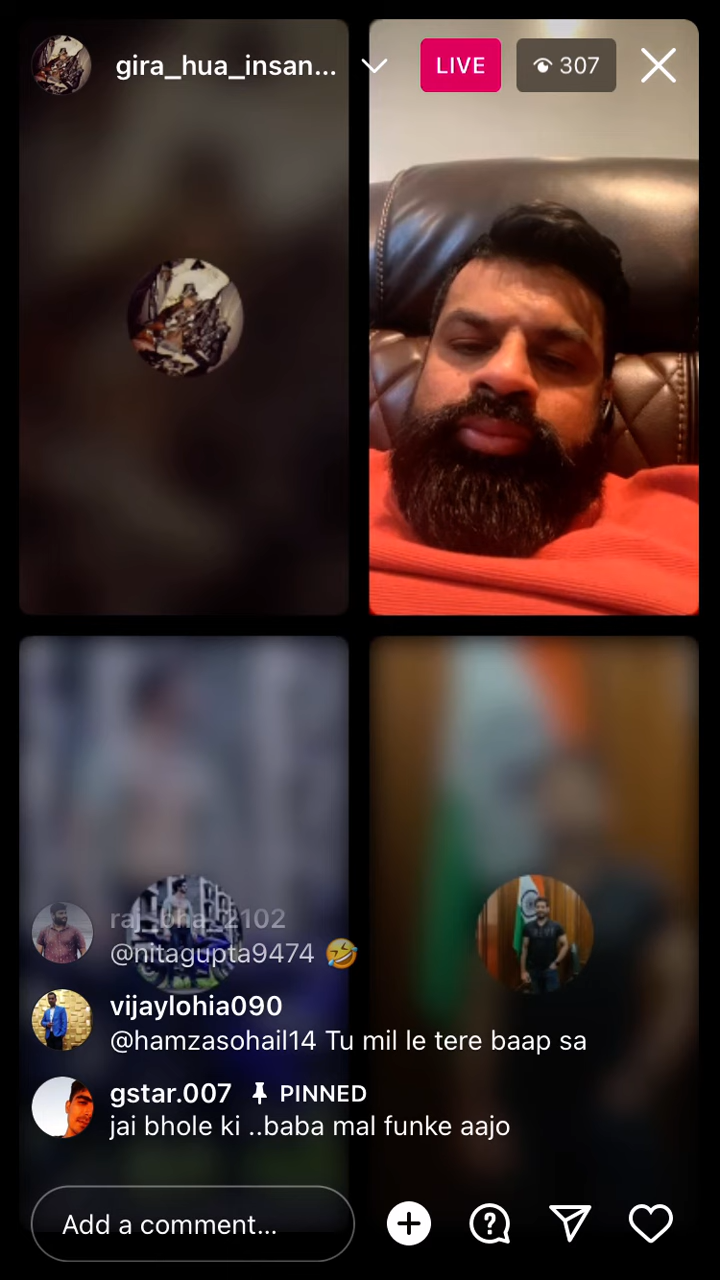 gira_hua_insan...
LIVE
307
@nitagupta9474 🤣
vijaylohia090
@hamzasohail14 Tu mil le tere baap sa
gstar.007 PINNED
jai bhole ki ..baba mal funke aajo
Add a comment...